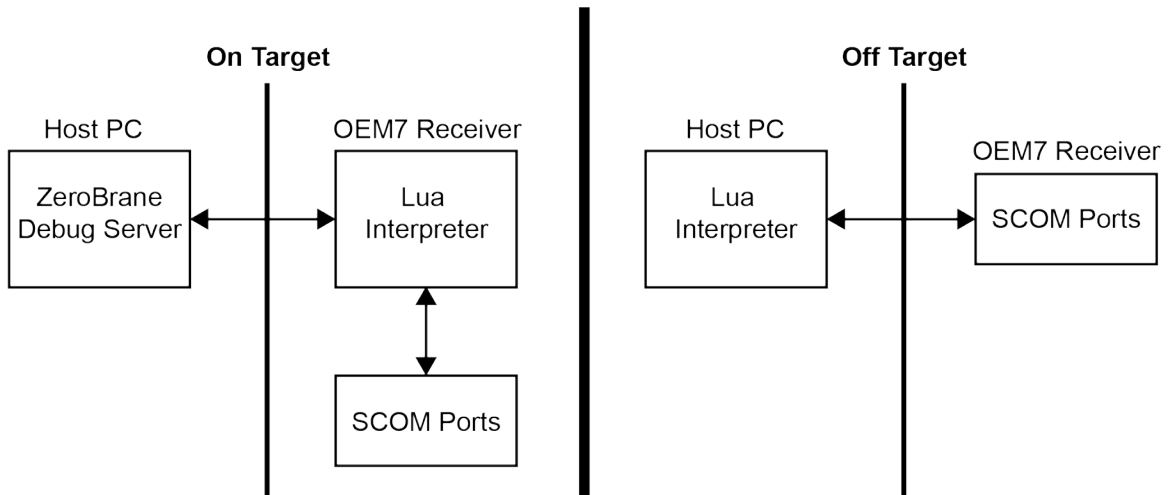 On Target
Host PC
OEM7 Receiver
ZeroBrane
Debug Server
Lua
Interpreter
SCOM Ports
Off Target
Host PC
OEM7 Receiver
Lua
Interpreter
SCOM Ports